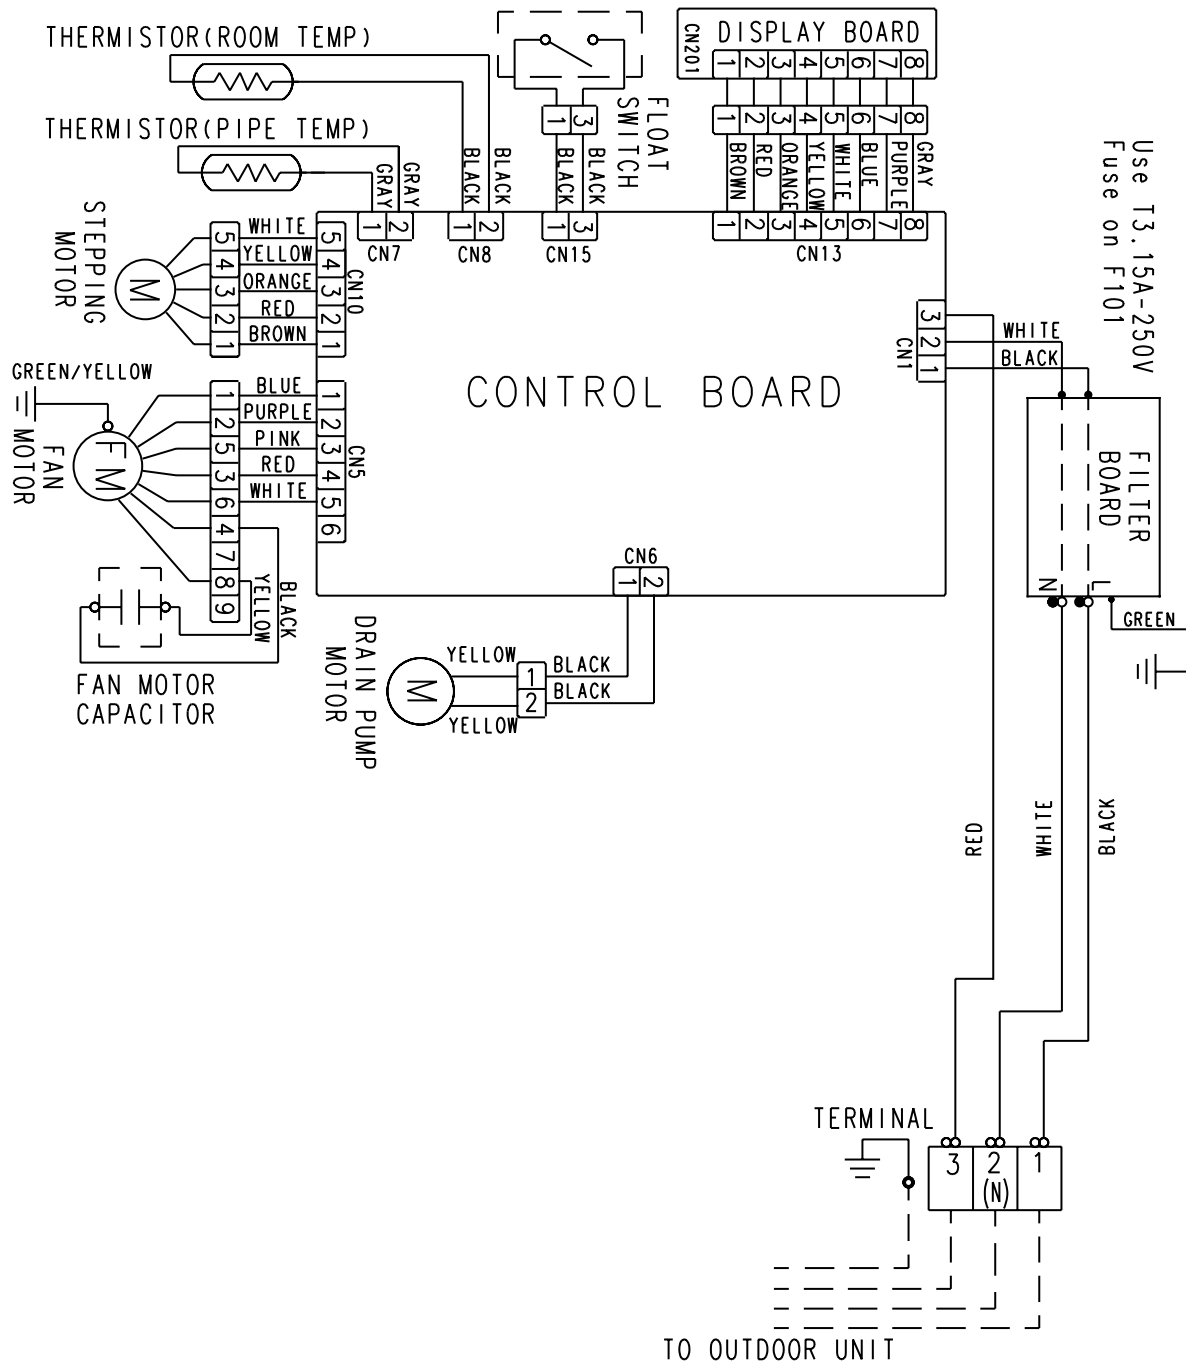 THERMISTOR(ROOM TEMP)
THERMISTOR(PIPE TEMP)
BLACK
BLACK
GRAY
GRAY
FLOAT
SWITCH
1 3
BLACK
BLACK
CN201
DISPLAY BOARD
1 2 3 4 5 6 7 8
1 2 3 4 5 6 7 8
BROWN
RED
ORANGE
YELLOW
WHITE
BLUE
PURPLE
GRAY
Use T3.15A-250V
Fuse on F101
1 2
CN7
1 2
CN8
1 3
CN15
1 2 3 4 5 6 7 8
CN13
STEPPING
MOTOR
M
5 WHITE 5
4 YELLOW 4
3 ORANGE 3
2 RED 2
1 BROWN 1
CN10
GREEN/YELLOW
FAN
MOTOR
FM
1 BLUE 1
2 PURPLE 2
5 PINK 3
3 RED 4
6 WHITE 5
4 6
7
8
9
CN5
BLACK
YELLOW
FAN MOTOR
CAPACITOR
CONTROL BOARD
3
2
1
CN1
WHITE
BLACK
FILTER
BOARD
N
L
GREEN
CN6
1 2
DRAIN PUMP
MOTOR
M
YELLOW
YELLOW
1 BLACK
2 BLACK
RED
WHITE
BLACK
TERMINAL
3 2 1
(N)
TO OUTDOOR UNIT